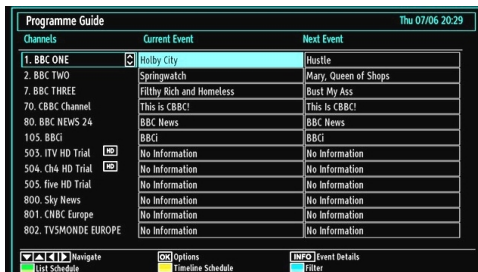 Programme Guide Thu 07/06 20:29
Channels Current Event Next Event
1. BBC ONE Holby City Hustle
2. BBC TWO Springwatch Mary, Queen of Shops
7. BBC THREE Filthy Rich and Homeless Bust My Ass
70. CBBC Channel This is CBBC! This Is CBBC!
80. BBC NEWS 24 BBC News BBC News
105. BBCi BBCi BBCi
503. ITV HD Trial HD No Information No Information
504. Ch4 HD Trial HD No Information No Information
505. five HD Trial No Information No Information
800. Sky News No Information No Information
801. CNBC Europe No Information No Information
802. TV5MONDE EUROPE No Information No Information
Navigate OK Options INFO Event Details
List Schedule Timeline Schedule Filter